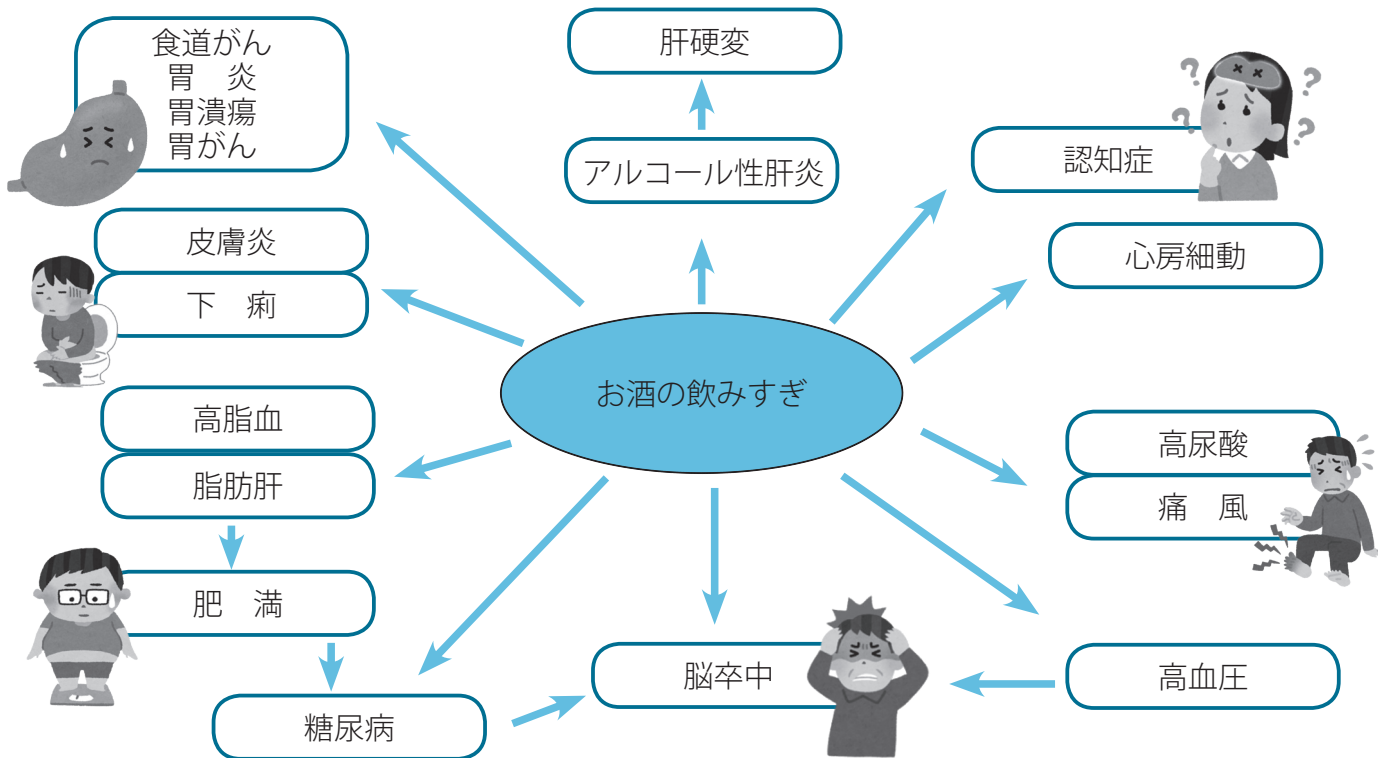 食道がん
胃　炎
胃潰瘍
胃がん
肝硬変
アルコール性肝炎
認知症
心房細動
皮膚炎
下　痢
お酒の飲みすぎ
高脂血
脂肪肝
肥　満
糖尿病
脳卒中
高尿酸
痛　風
高血圧
? ? ? ?